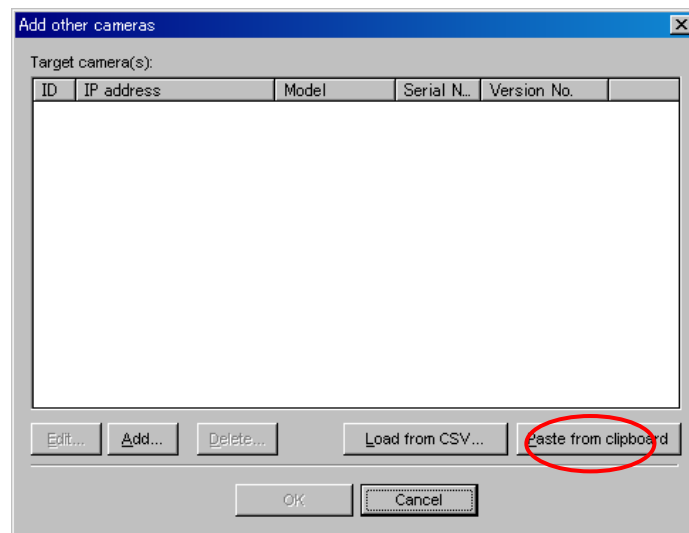 Add other cameras
Target camera(s):
ID IP address Model Serial N... Version No.
Edit... Add... Delete... Load from CSV... Paste from clipboard
OK Cancel